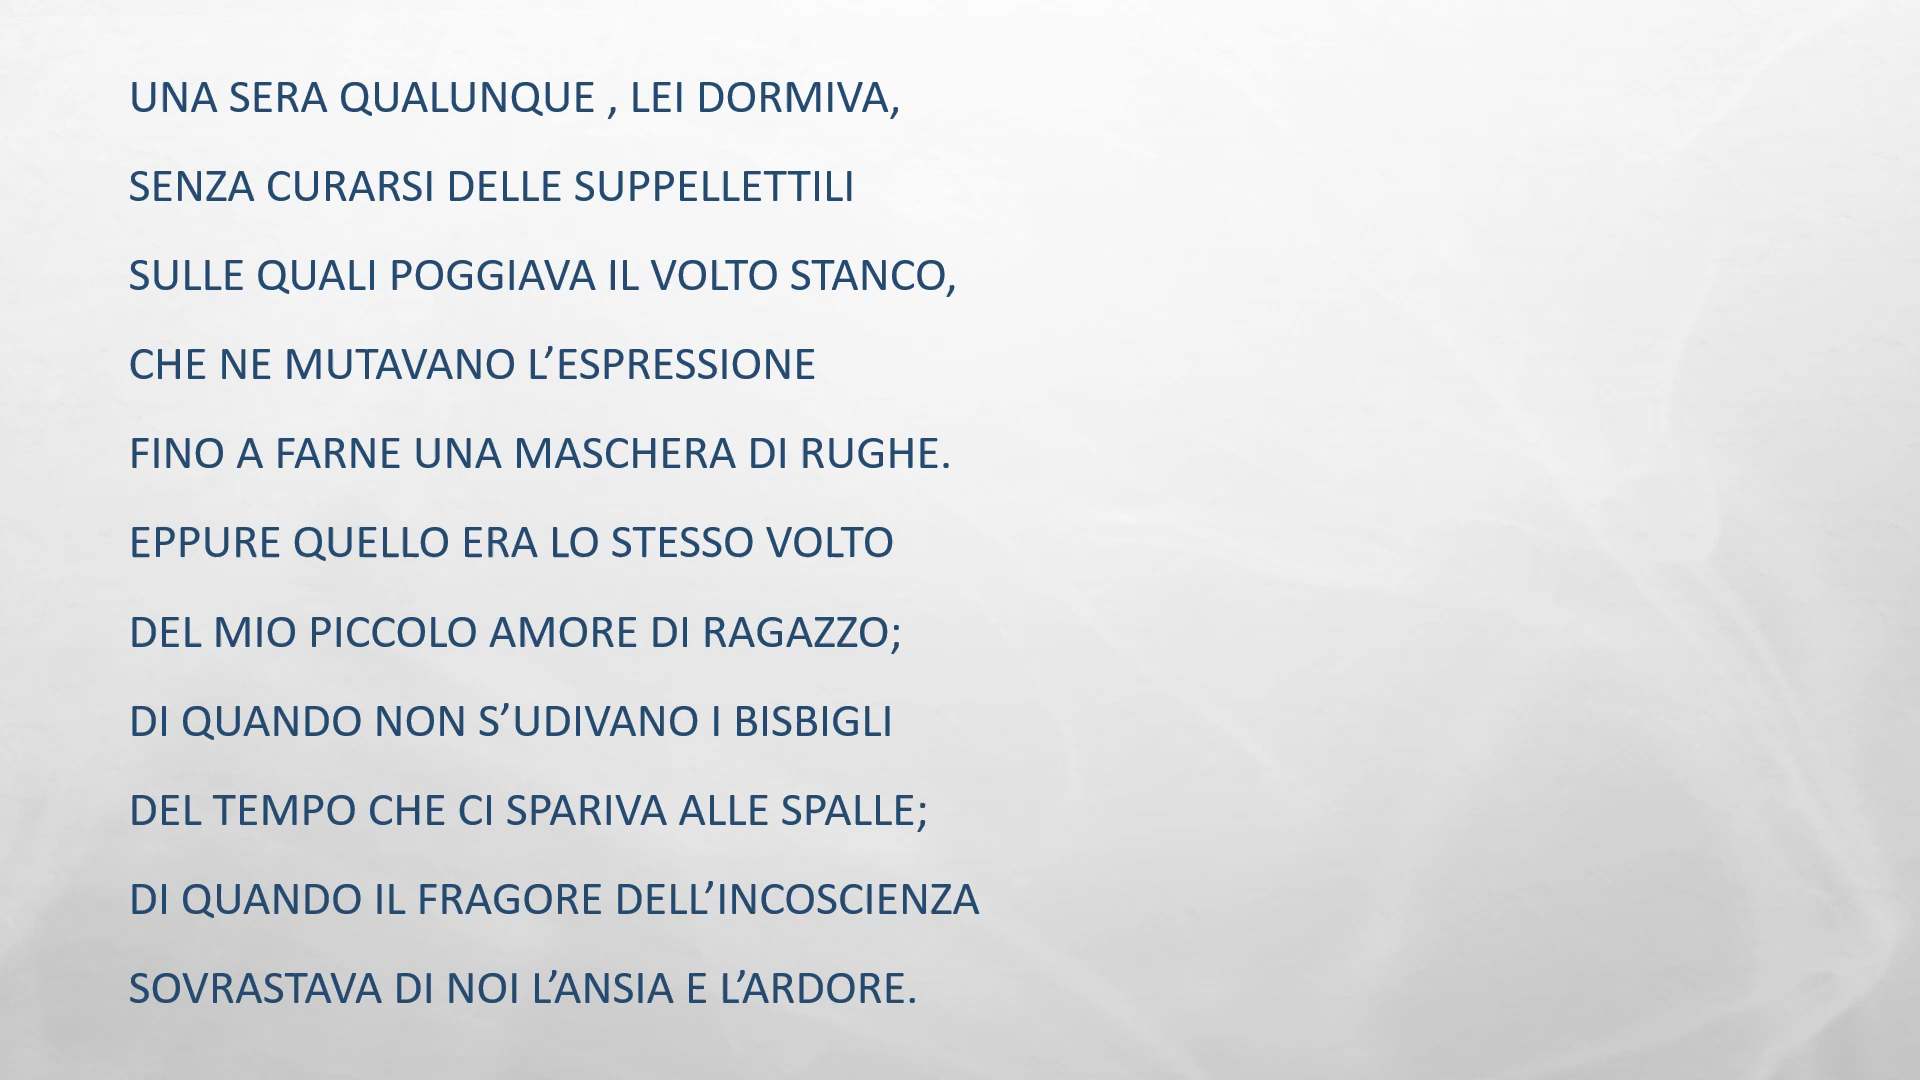 UNA SERA QUALUNQUE , LEI DORMIVA,
SENZA CURARSI DELLE SUPPELLETTILI
SULLE QUALI POGGIAVA IL VOLTO STANCO,
CHE NE MUTAVANO L’ESPRESSIONE
FINO A FARNE UNA MASCHERA DI RUGHE.
EPPURE QUELLO ERA LO STESSO VOLTO
DEL MIO PICCOLO AMORE DI RAGAZZO;
DI QUANDO NON S’UDIVANO I BISBIGLI
DEL TEMPO CHE CI SPARIVA ALLE SPALLE;
DI QUANDO IL FRAGORE DELL’INCOSCIENZA
SOVRASTAVA DI NOI L’ANSIA E L’ARDORE.